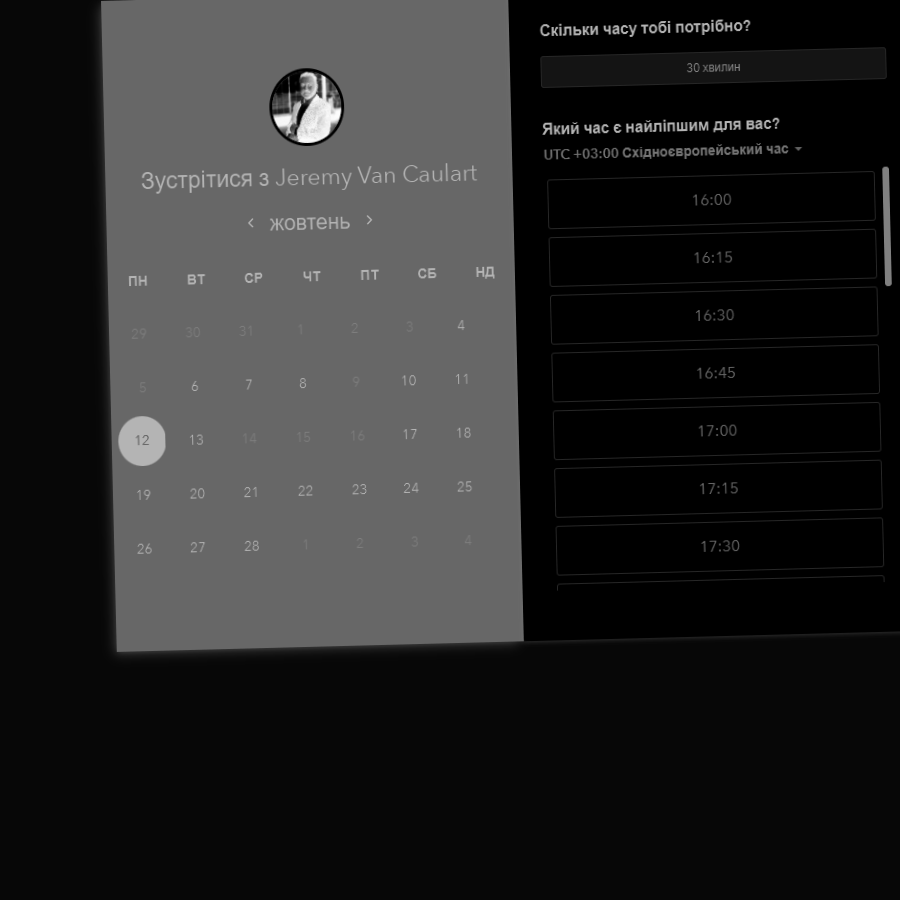 Зустрітися з Jeremy Van Caulart
жовтень
ПН ВТ СР ЧТ ПТ СБ НД
29 30 31 1 2 3 4
5 6 7 8 9 10 11
12 13 14 15 16 17 18
19 20 21 22 23 24 25
26 27 28 1 2 3 4
Скільки часу тобі потрібно?
30 хвилин
Який час є найліпшим для вас?
UTC +03:00 Східноєвропейський час
16:00
16:15
16:30
16:45
17:00
17:15
17:30